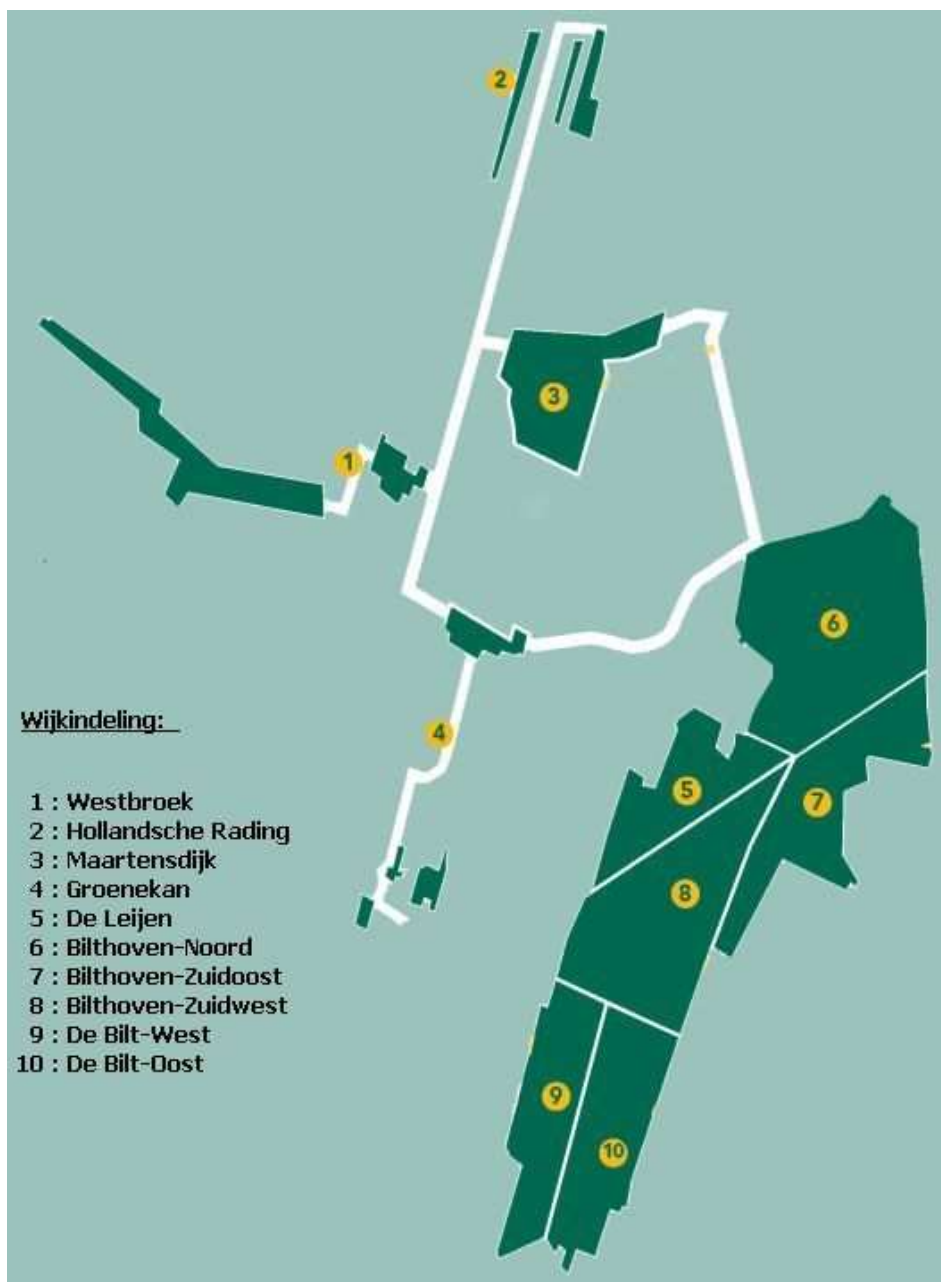 2
3
1
6
4
5
7
8
9
10
Wijkindeling:
1 : Westbroek
2 : Hollandsche Rading
3 : Maartensdijk
4 : Groenekan
5 : De Leijen
6 : Bilthoven-Noord
7 : Bilthoven-Zuidoost
8 : Bilthoven-Zuidwest
9 : De Bilt-West
10 : De Bilt-Oost